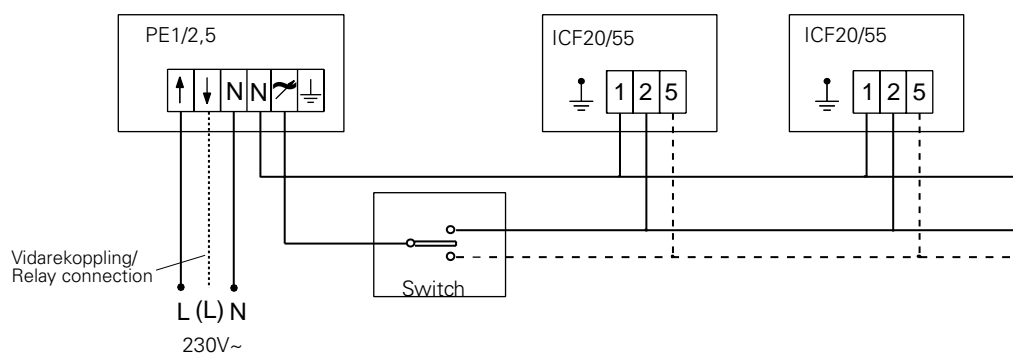 PE1/2,5
ICF20/55
ICF20/55
N N
1 2 5
1 2 5
Vidarekoppling/
Relay connection
Switch
L (L) N
230V~